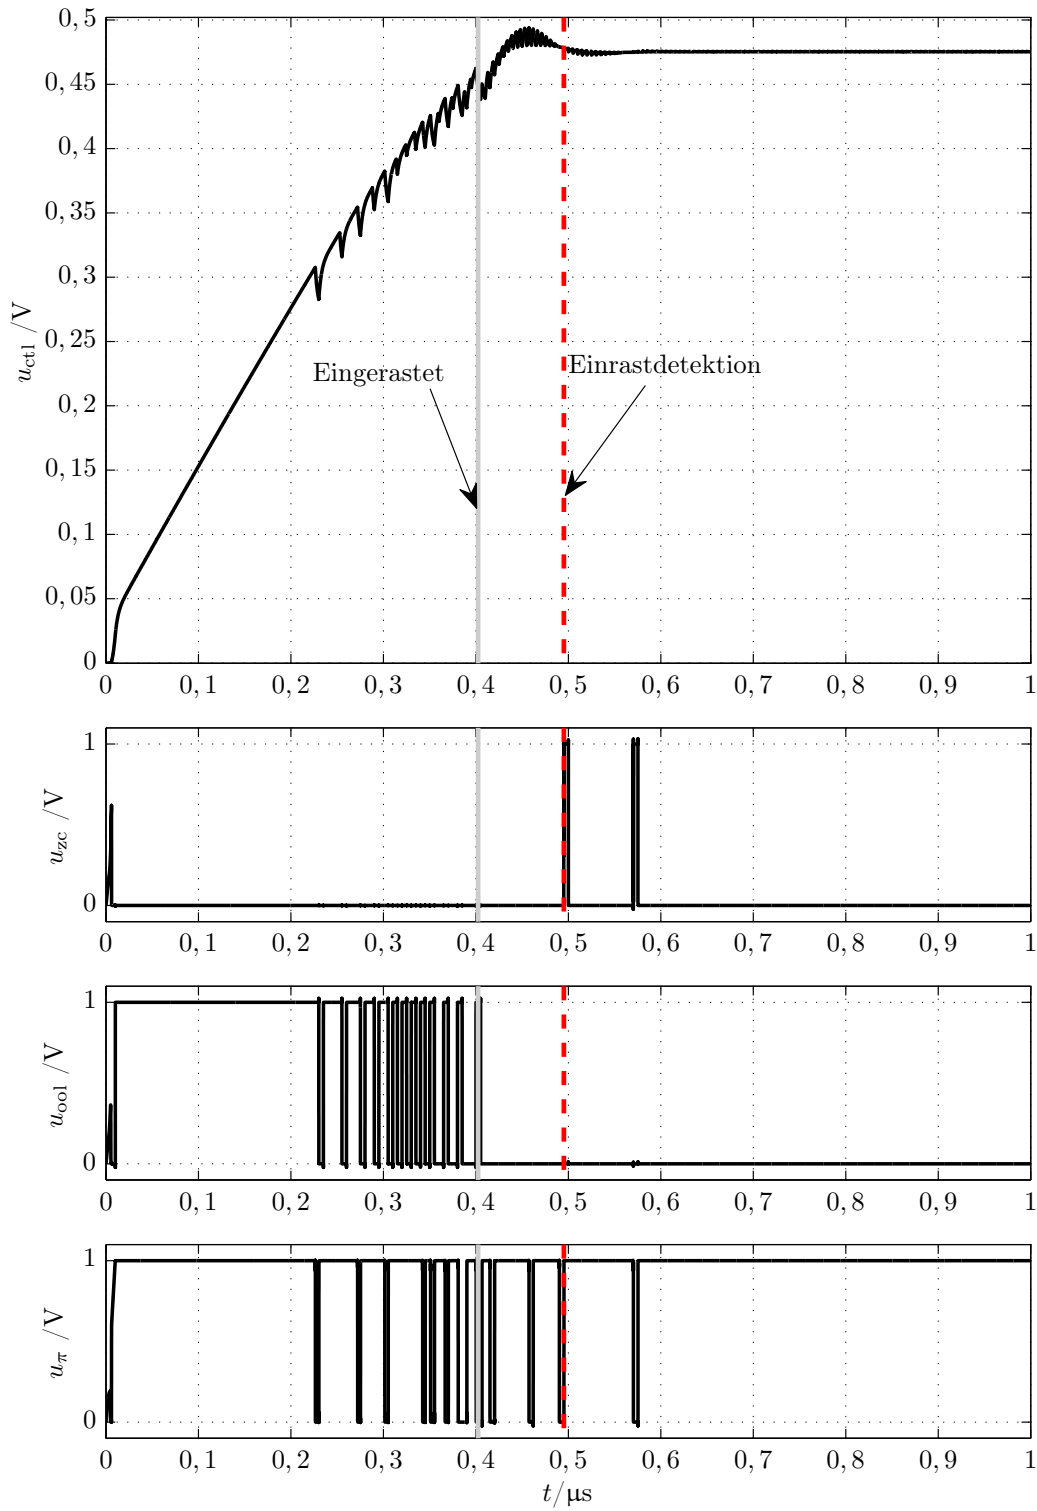 0,5
0,45
0,4
0,35
0,3
0,25
0,2
0,15
0,1
0,05
0
u_ctl /V
Eingerastet
Einrastdetektion
0 0,1 0,2 0,3 0,4 0,5 0,6 0,7 0,8 0,9 1
1
0
u_zc /V
0 0,1 0,2 0,3 0,4 0,5 0,6 0,7 0,8 0,9 1
1
0
u_ool /V
0 0,1 0,2 0,3 0,4 0,5 0,6 0,7 0,8 0,9 1
1
0
u_π /V
0 0,1 0,2 0,3 0,4 0,5 0,6 0,7 0,8 0,9 1
t/µs